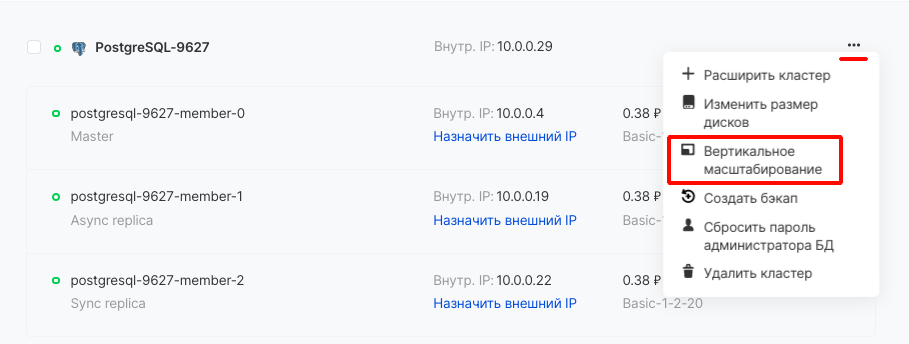 PostgreSQL-9627
Внутр. IP: 10.0.0.29
Расширить кластер
Изменить размер
дисков
Вертикальное
масштабирование
Создать бэкап
Сбросить пароль
администратора БД
Удалить кластер
postgresql-9627-member-0
Внутр. IP: 10.0.0.4
0.38 ₽
Master
Назначить внешний IP
Basic-1-
postgresql-9627-member-1
Внутр. IP: 10.0.0.19
0.38 ₽
Async replica
Назначить внешний IP
Basic-1-
postgresql-9627-member-2
Внутр. IP: 10.0.0.22
0.38 ₽
Sync replica
Назначить внешний IP
Basic-1-2-20